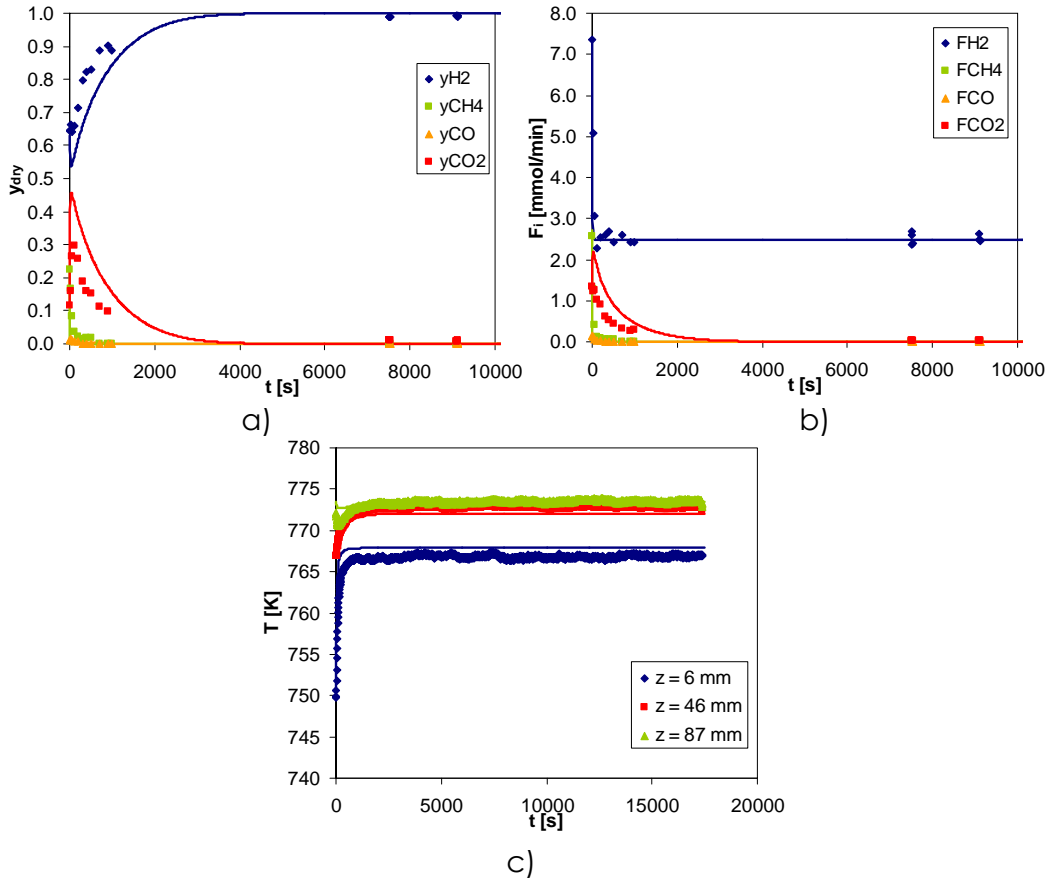 1.0
0.9
0.8
0.7
0.6
0.5
0.4
0.3
0.2
0.1
0.0
ydry
0 2000 4000 6000 8000 10000
t [s]
yH2
yCH4
yCO
yCO2
a)
8.0
7.0
6.0
5.0
4.0
3.0
2.0
1.0
0.0
Fi [mmol/min]
0 2000 4000 6000 8000 10000
t [s]
FH2
FCH4
FCO
FCO2
b)
780
775
770
765
760
755
750
745
740
T [K]
0 5000 10000 15000 20000
t [s]
z = 6 mm
z = 46 mm
z = 87 mm
c)